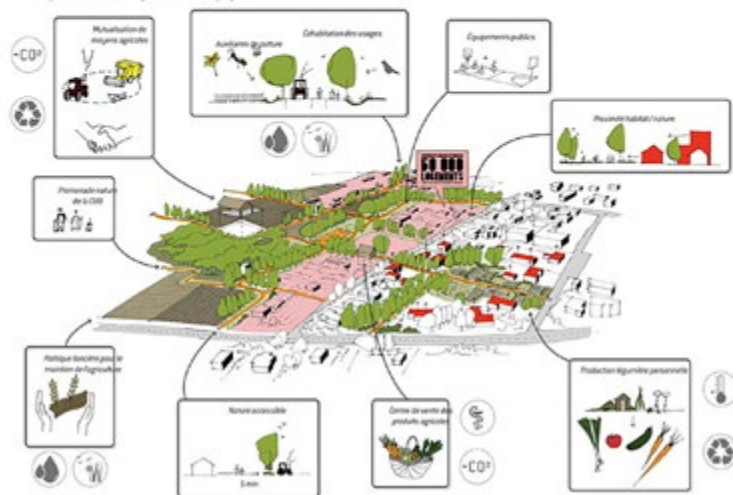 Mutualisation de
moyens agricoles
-CO²
Auxiliaires de culture
Cohabitation des usages
Equipements publics
Proximité habitat / nature
60 000
LOGEMENTS
Promenade nature
de la CUB
Politique foncière pour le
maintien de l'agriculture
Nature accessible
5 min
Centre de vente des
produits agricoles
-CO²
Production légumière personnelle